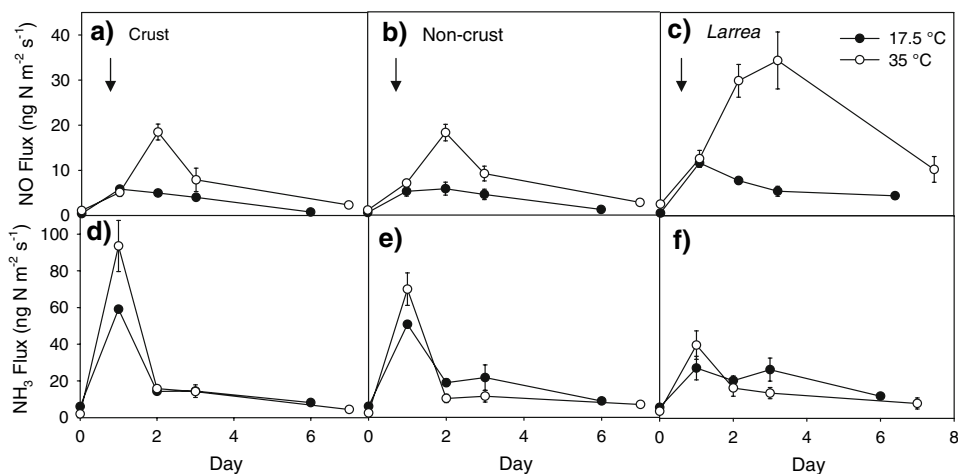 a) Crust
b) Non-crust
c) Larrea
17.5 °C
35 °C
NO Flux (ng N m⁻² s⁻¹)
40
30
20
10
0
d)
e)
f)
NH₃ Flux (ng N m⁻² s⁻¹)
100
80
60
40
20
0
0 2 4 6
0 2 4 6
0 2 4 6 8
Day
Day
Day